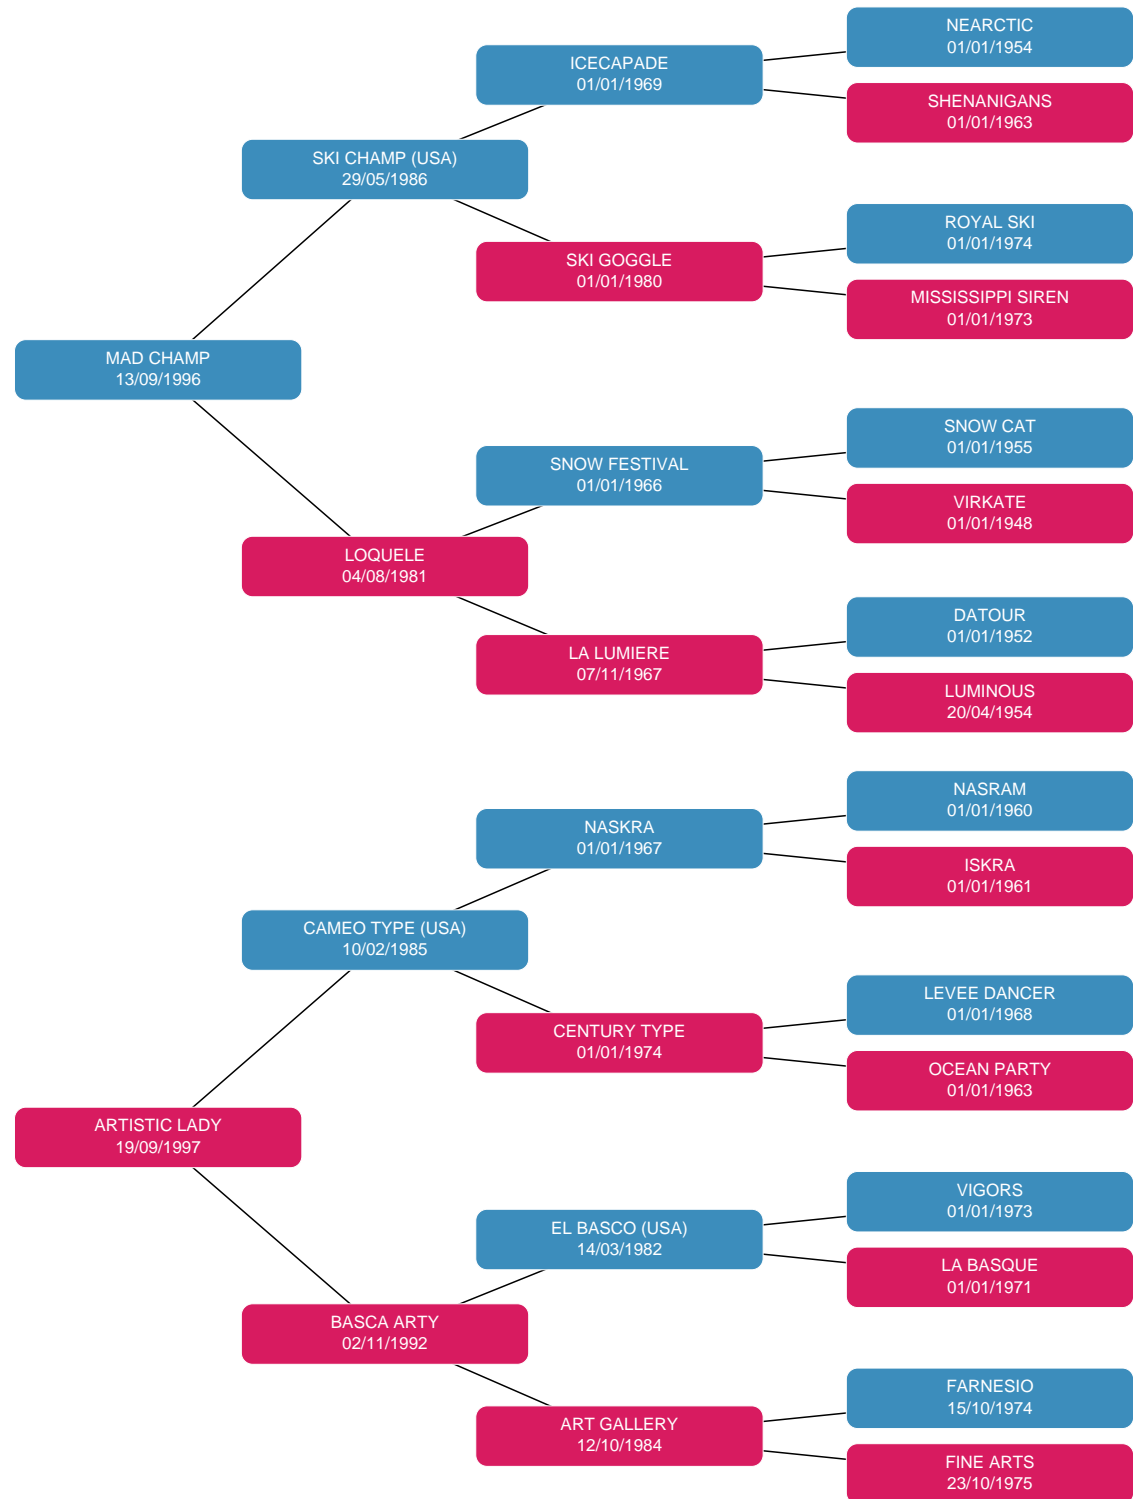 NEARCTIC
01/01/1954
ICECAPADE
01/01/1969
SHENANIGANS
01/01/1963
SKI CHAMP (USA)
29/05/1986
ROYAL SKI
01/01/1974
SKI GOGGLE
01/01/1980
MISSISSIPPI SIREN
01/01/1973
MAD CHAMP
13/09/1996
SNOW CAT
01/01/1955
SNOW FESTIVAL
01/01/1966
VIRKATE
01/01/1948
LOQUELE
04/08/1981
DATOUR
01/01/1952
LA LUMIERE
07/11/1967
LUMINOUS
20/04/1954
NASRAM
01/01/1960
NASKRA
01/01/1967
ISKRA
01/01/1961
CAMEO TYPE (USA)
10/02/1985
LEVEE DANCER
01/01/1968
CENTURY TYPE
01/01/1974
OCEAN PARTY
01/01/1963
ARTISTIC LADY
19/09/1997
VIGORS
01/01/1973
EL BASCO (USA)
14/03/1982
LA BASQUE
01/01/1971
BASCA ARTY
02/11/1992
FARNESIO
15/10/1974
ART GALLERY
12/10/1984
FINE ARTS
23/10/1975